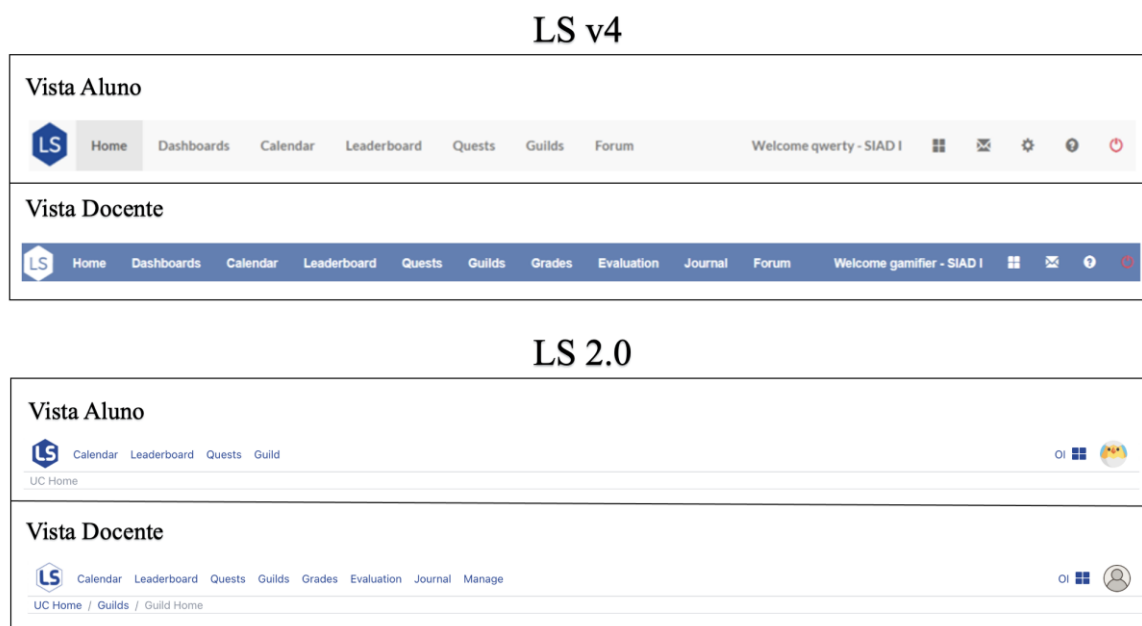 LS v4
Vista Aluno
LS Home Dashboards Calendar Leaderboard Quests Guilds Forum Welcome qwerty - SIAD I
Vista Docente
LS Home Dashboards Calendar Leaderboard Quests Guilds Grades Evaluation Journal Forum Welcome gamifier - SIAD I
LS 2.0
Vista Aluno
LS Calendar Leaderboard Quests Guild OI
UC Home
Vista Docente
LS Calendar Leaderboard Quests Guilds Grades Evaluation Journal Manage OI
UC Home / Guilds / Guild Home